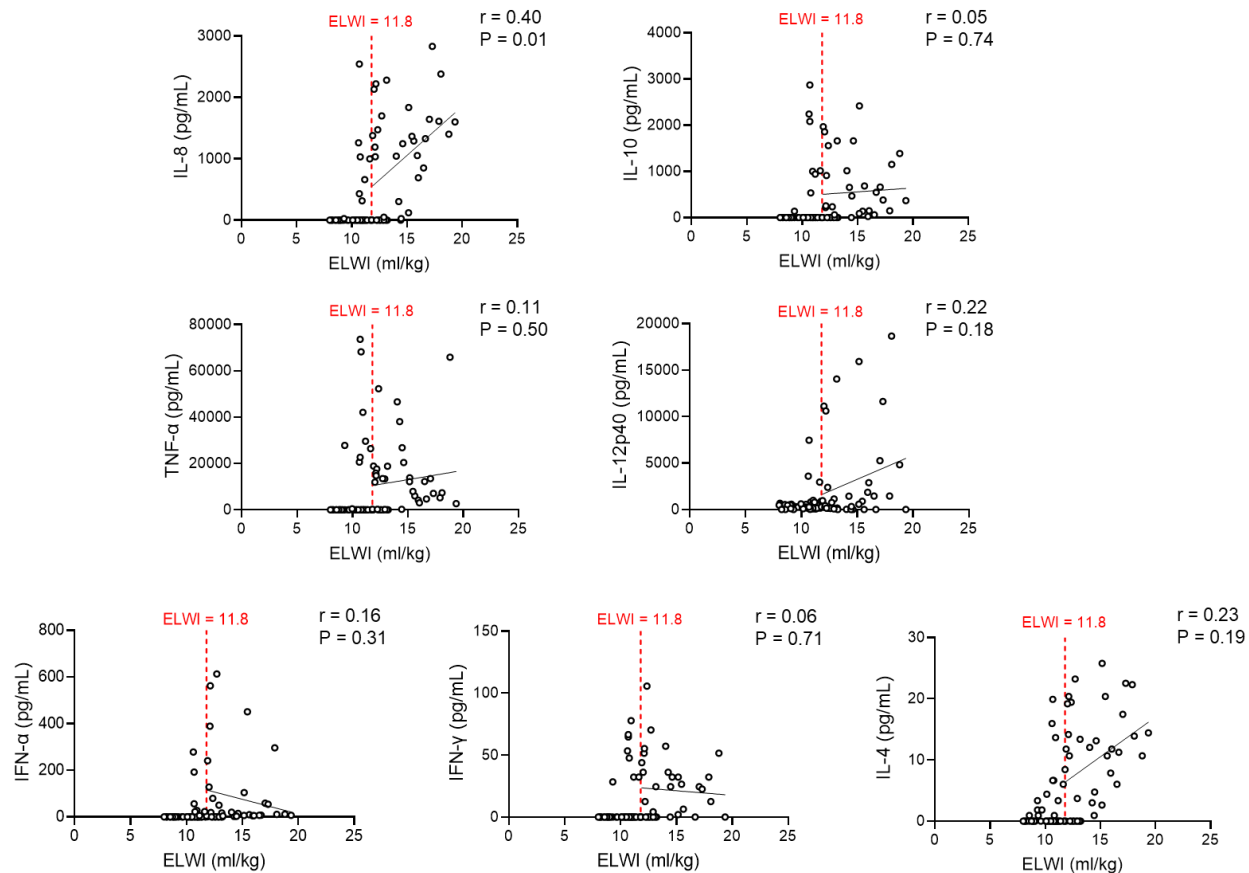 ELWI = 11.8
r = 0.40
P = 0.01
3000
2000
1000
0
IL-8 (pg/mL)
0 5 10 15 20 25
ELWI (ml/kg)
ELWI = 11.8
r = 0.05
P = 0.74
4000
3000
2000
1000
0
IL-10 (pg/mL)
0 5 10 15 20 25
ELWI (ml/kg)
ELWI = 11.8
r = 0.11
P = 0.50
80000
60000
40000
20000
0
TNF-α (pg/mL)
0 5 10 15 20 25
ELWI (ml/kg)
ELWI = 11.8
r = 0.22
P = 0.18
20000
15000
10000
5000
0
IL-12p40 (pg/mL)
0 5 10 15 20 25
ELWI (ml/kg)
ELWI = 11.8
r = 0.16
P = 0.31
800
600
400
200
0
IFN-α (pg/mL)
0 5 10 15 20 25
ELWI (ml/kg)
ELWI = 11.8
r = 0.06
P = 0.71
150
100
50
0
IFN-γ (pg/mL)
0 5 10 15 20 25
ELWI (ml/kg)
ELWI = 11.8
r = 0.23
P = 0.19
30
20
10
0
IL-4 (pg/mL)
0 5 10 15 20 25
ELWI (ml/kg)